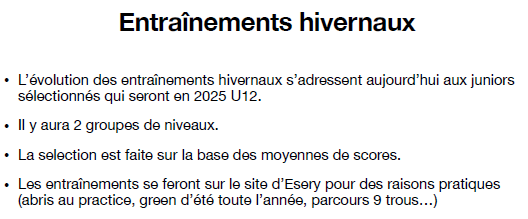 Entraînements hivernaux
• L'évolution des entraînements hivernaux s'adressent aujourd'hui aux juniors
sélectionnés qui seront en 2025 U12.
• Il y aura 2 groupes de niveaux.
• La selection est faite sur la base des moyennes de scores.
• Les entraînements se feront sur le site d'Esery pour des raisons pratiques
(abris au practice, green d'été toute l'année, parcours 9 trous…)